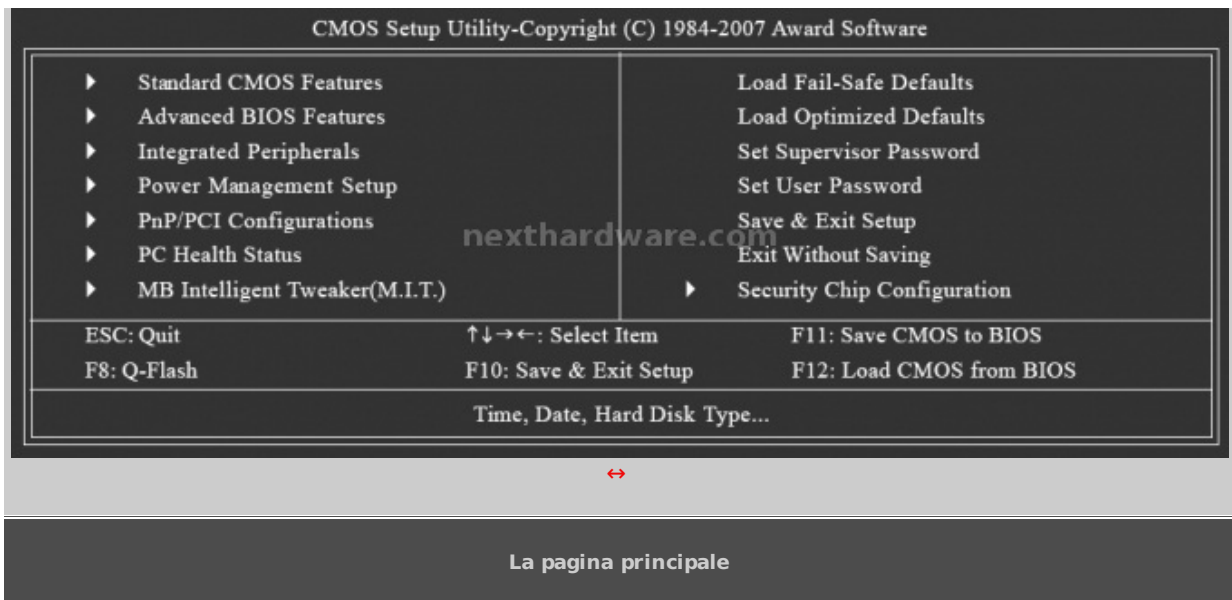 CMOS Setup Utility-Copyright (C) 1984-2007 Award Software
Standard CMOS Features
Advanced BIOS Features
Integrated Peripherals
Power Management Setup
PnP/PCI Configurations
PC Health Status
MB Intelligent Tweaker(M.I.T.)
Load Fail-Safe Defaults
Load Optimized Defaults
Set Supervisor Password
Set User Password
Save & Exit Setup
Exit Without Saving
Security Chip Configuration
nexthardware.com
ESC: Quit ↑↓→←: Select Item F11: Save CMOS to BIOS
F8: Q-Flash F10: Save & Exit Setup F12: Load CMOS from BIOS
Time, Date, Hard Disk Type...
↔
La pagina principale